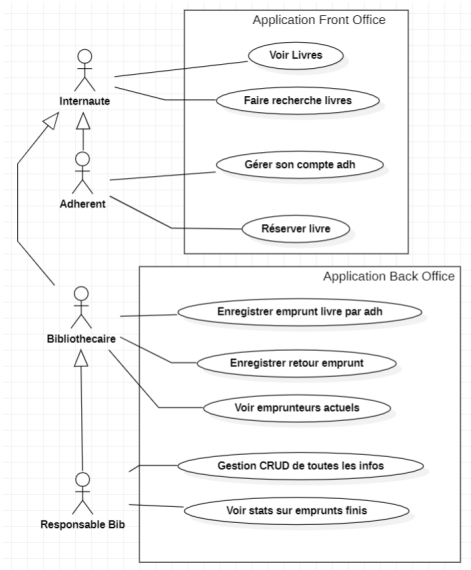 Application Front Office
Voir Livres
Internaute
Faire recherche livres
Gérer son compte adh
Adherent
Réserver livre
Application Back Office
Enregistrer emprunt livre par adh
Bibliothecaire
Enregistrer retour emprunt
Voir emprunteurs actuels
Gestion CRUD de toutes les infos
Voir stats sur emprunts finis
Responsable Bib